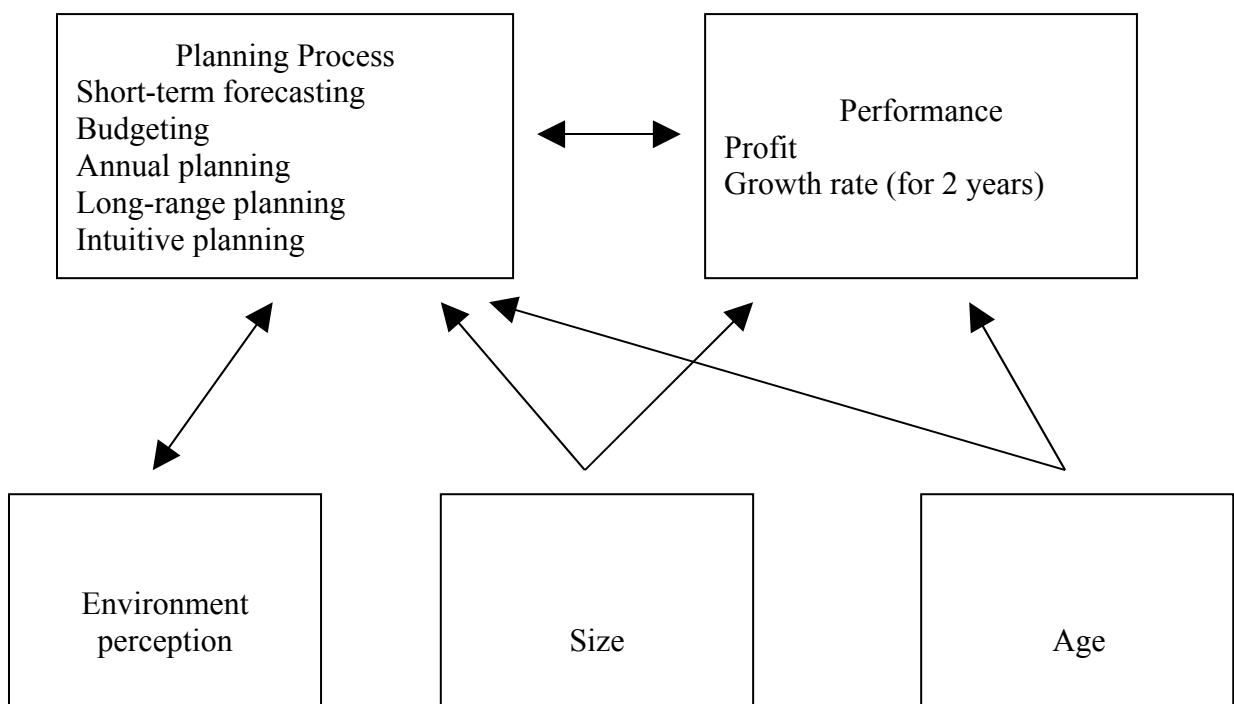 Planning Process
Short-term forecasting
Budgeting
Annual planning
Long-range planning
Intuitive planning
Performance
Profit
Growth rate (for 2 years)
Environment
perception
Size
Age